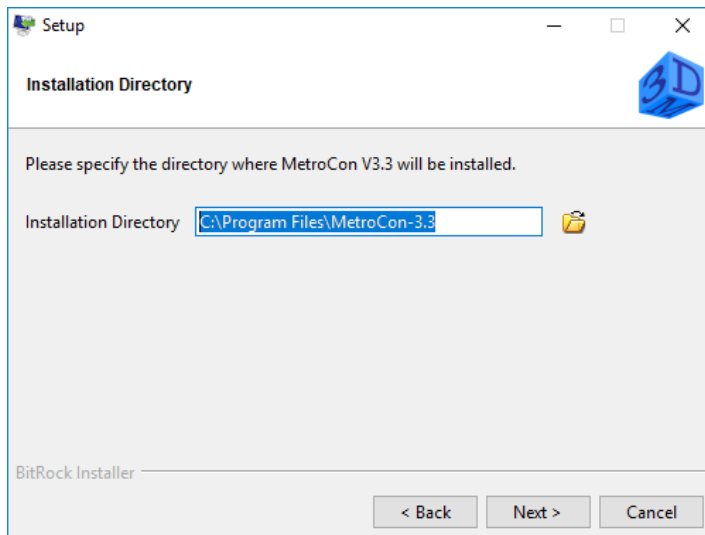 Setup
Installation Directory
3D
M
Please specify the directory where MetroCon V3.3 will be installed.
Installation Directory C:\Program Files\MetroCon-3.3
BitRock Installer
< Back Next > Cancel